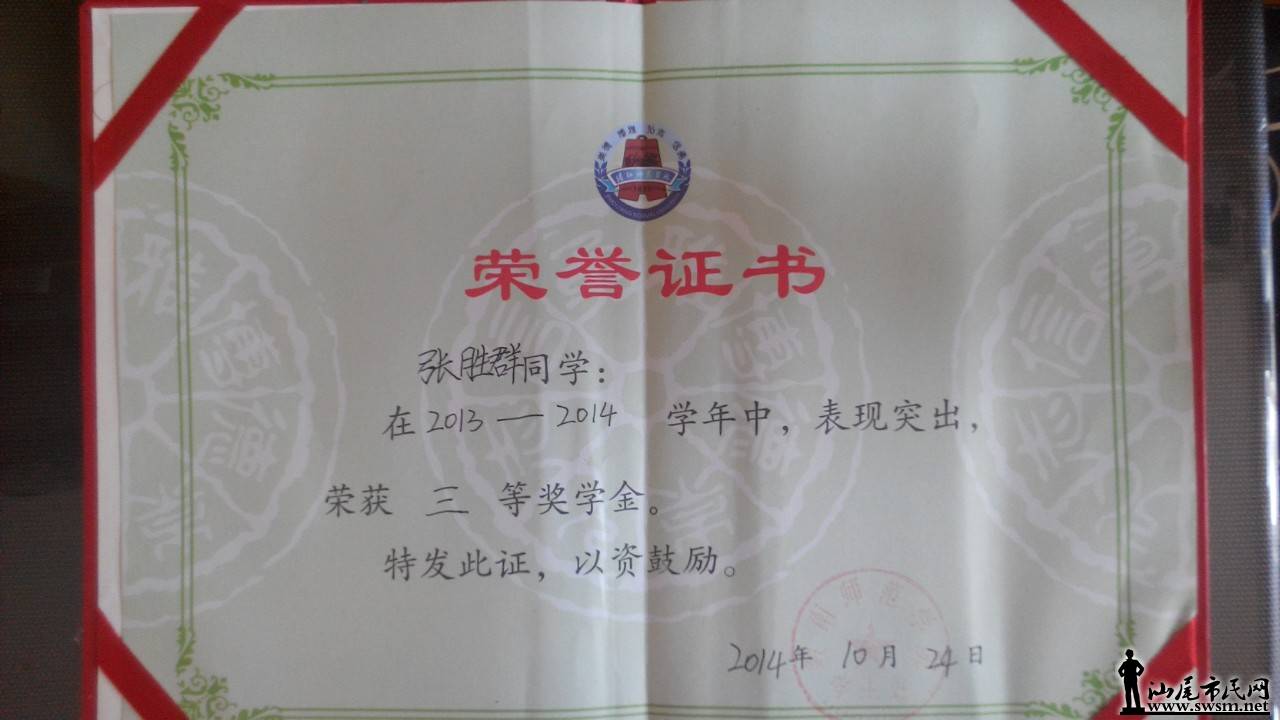 荣誉证书
张胜群同学：
在2013—2014 学年中，表现突出，
荣获 三 等奖学金。
特发此证，以资鼓励。
2014年 10月 24日
汕尾市民网
www.swsm.net